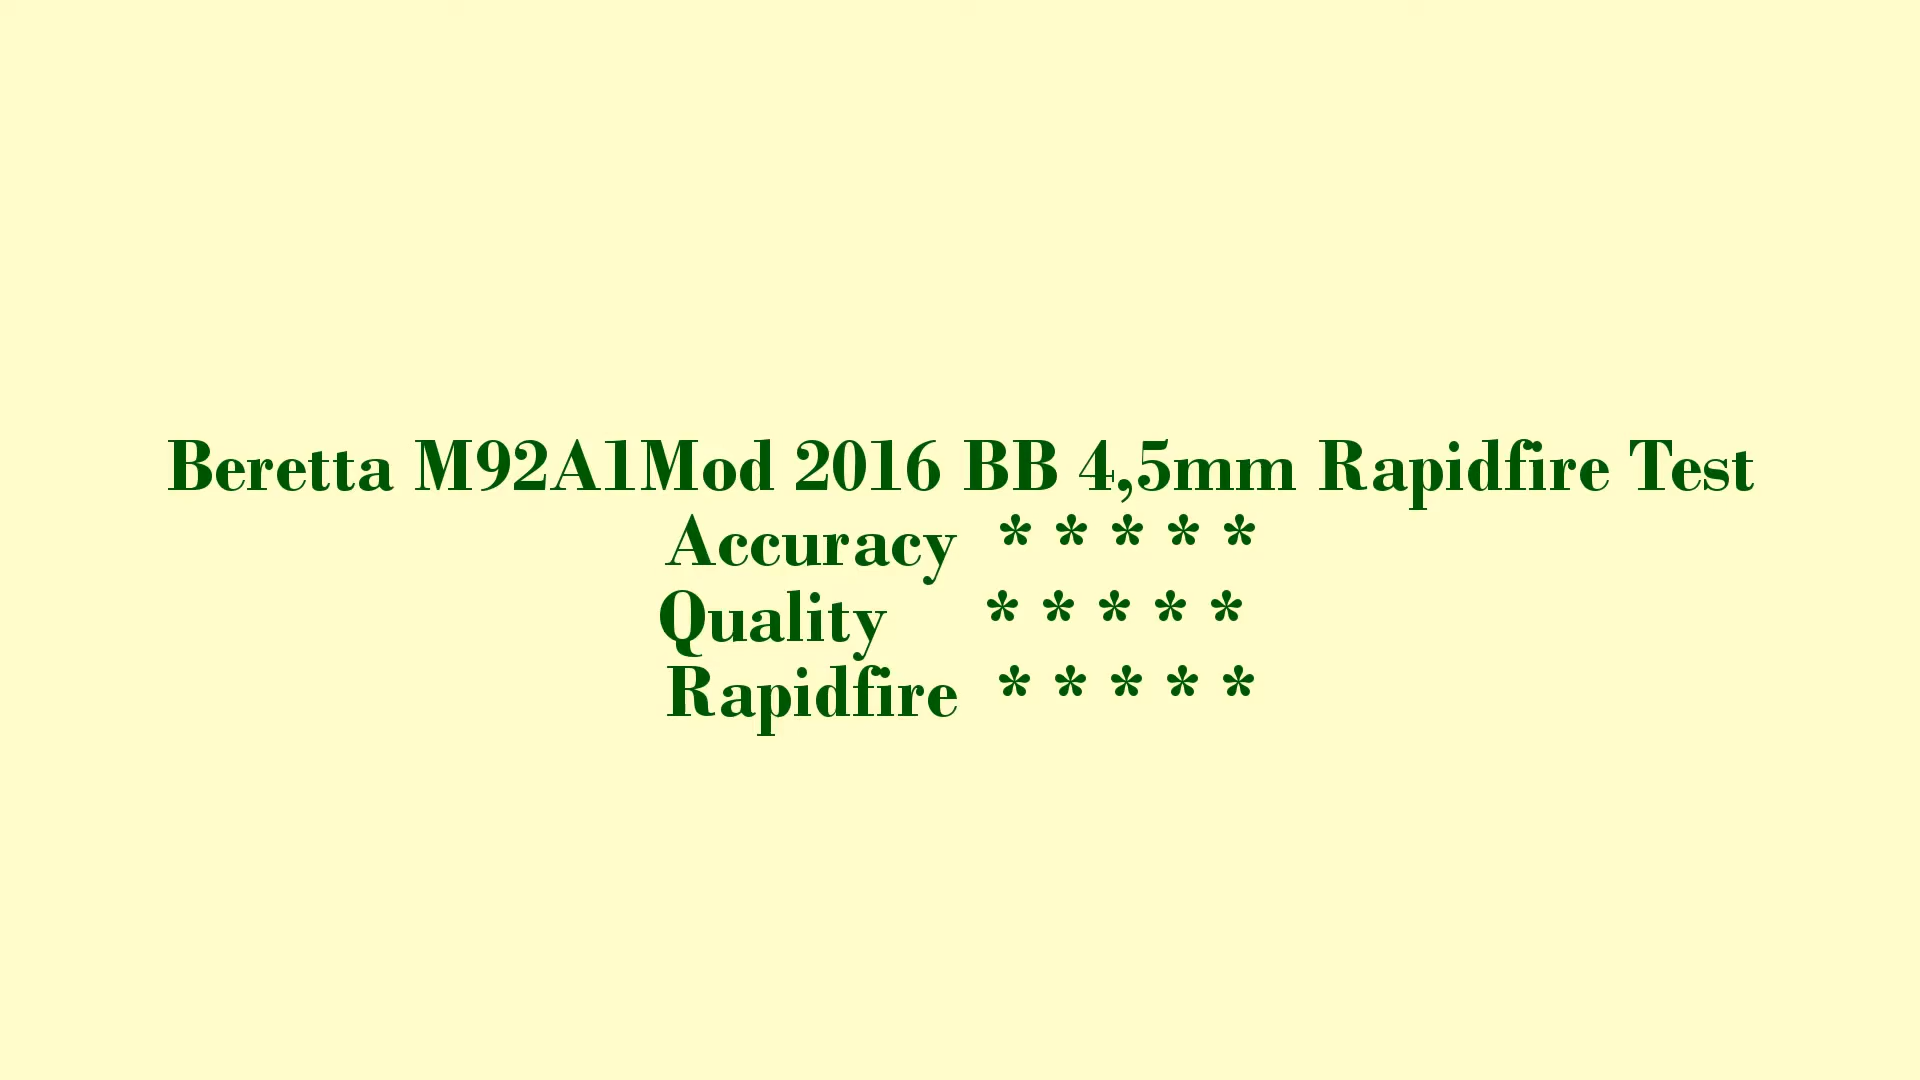 Beretta M92A1Mod 2016 BB 4,5mm Rapidfire Test
Accuracy * * * * *
Quality * * * * *
Rapidfire * * * * *